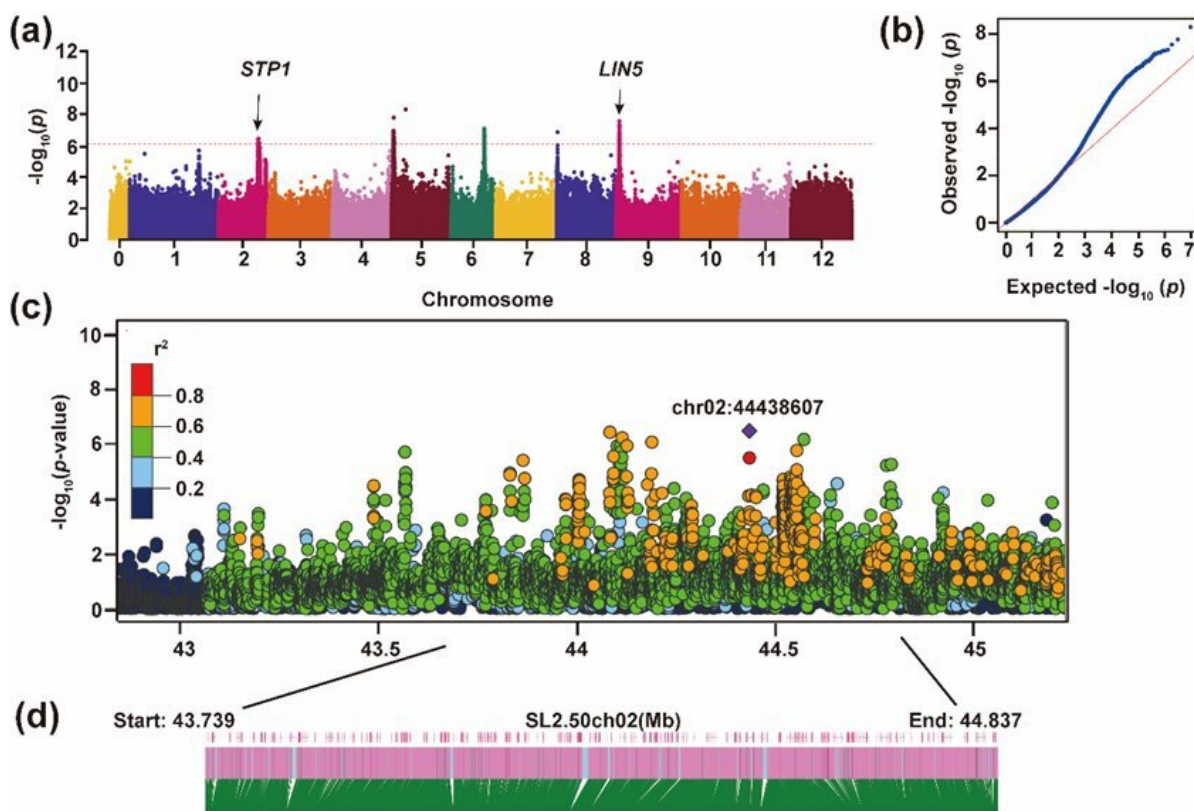 (a)
12
10
8
6
4
2
0
-log10(p)
STP1
LIN5
0 1 2 3 4 5 6 7 8 9 10 11 12
Chromosome
(b)
8
6
4
2
0
Observed -log10 (p)
0 1 2 3 4 5 6 7
Expected -log10 (p)
(c)
10
8
6
4
2
0
-log10(p-value)
r2
0.8
0.6
0.4
0.2
chr02:44438607
43 43.5 44 44.5 45
(d)
Start: 43.739 SL2.50ch02(Mb) End: 44.837